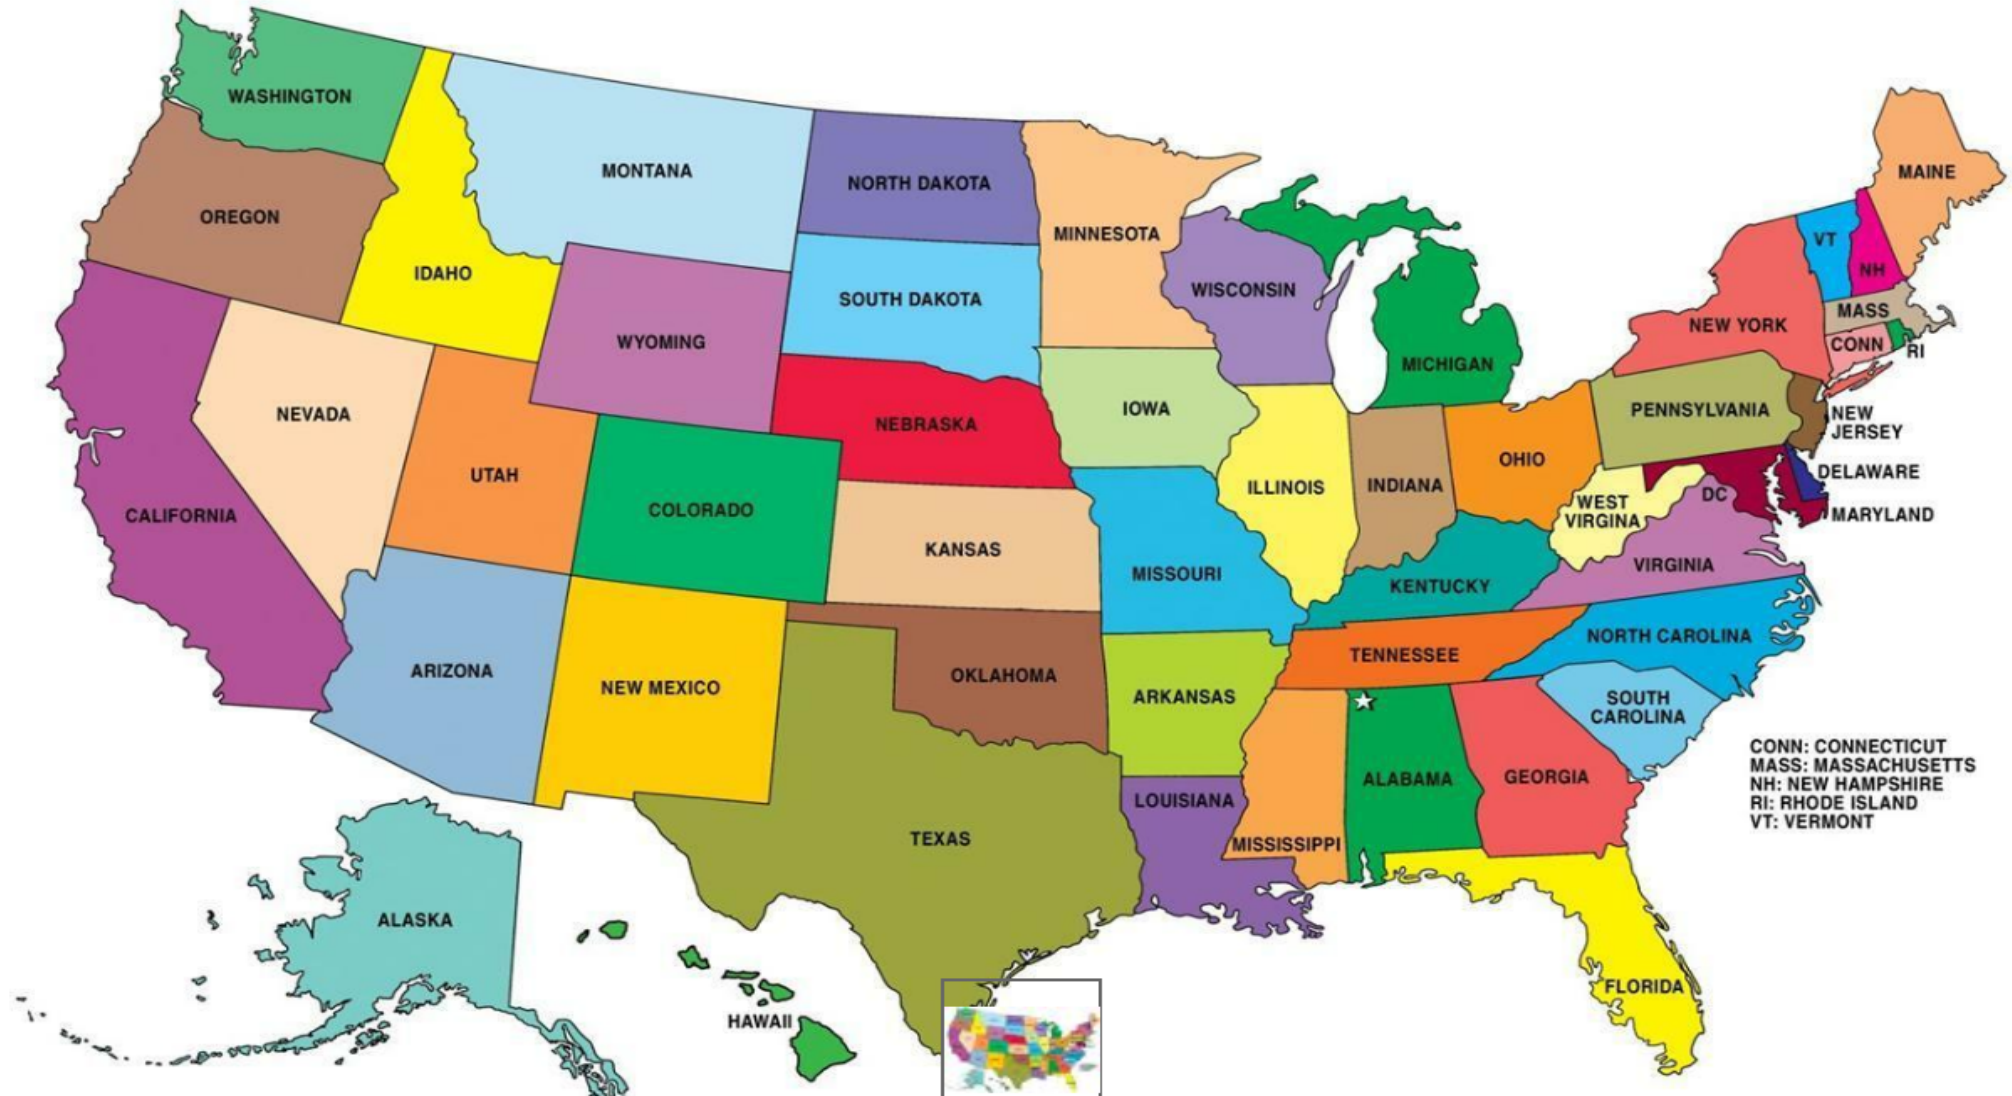 WASHINGTON
OREGON
IDAHO
MONTANA
NORTH DAKOTA
SOUTH DAKOTA
MINNESOTA
WISCONSIN
MICHIGAN
WYOMING
NEBRASKA
IOWA
NEVADA
UTAH
COLORADO
KANSAS
CALIFORNIA
ARIZONA
NEW MEXICO
OKLAHOMA
TEXAS
MISSOURI
ARKANSAS
LOUISIANA
MISSISSIPPI
ILLINOIS
INDIANA
OHIO
KENTUCKY
TENNESSEE
ALABAMA
GEORGIA
FLORIDA
SOUTH
CAROLINA
NORTH CAROLINA
VIRGINIA
WEST
VIRGINA
DC
MARYLAND
DELAWARE
NEW
JERSEY
PENNSYLVANIA
NEW YORK
CONN
RI
MASS
VT
NH
MAINE
ALASKA
HAWAII
CONN: CONNECTICUT
MASS: MASSACHUSETTS
NH: NEW HAMPSHIRE
RI: RHODE ISLAND
VT: VERMONT